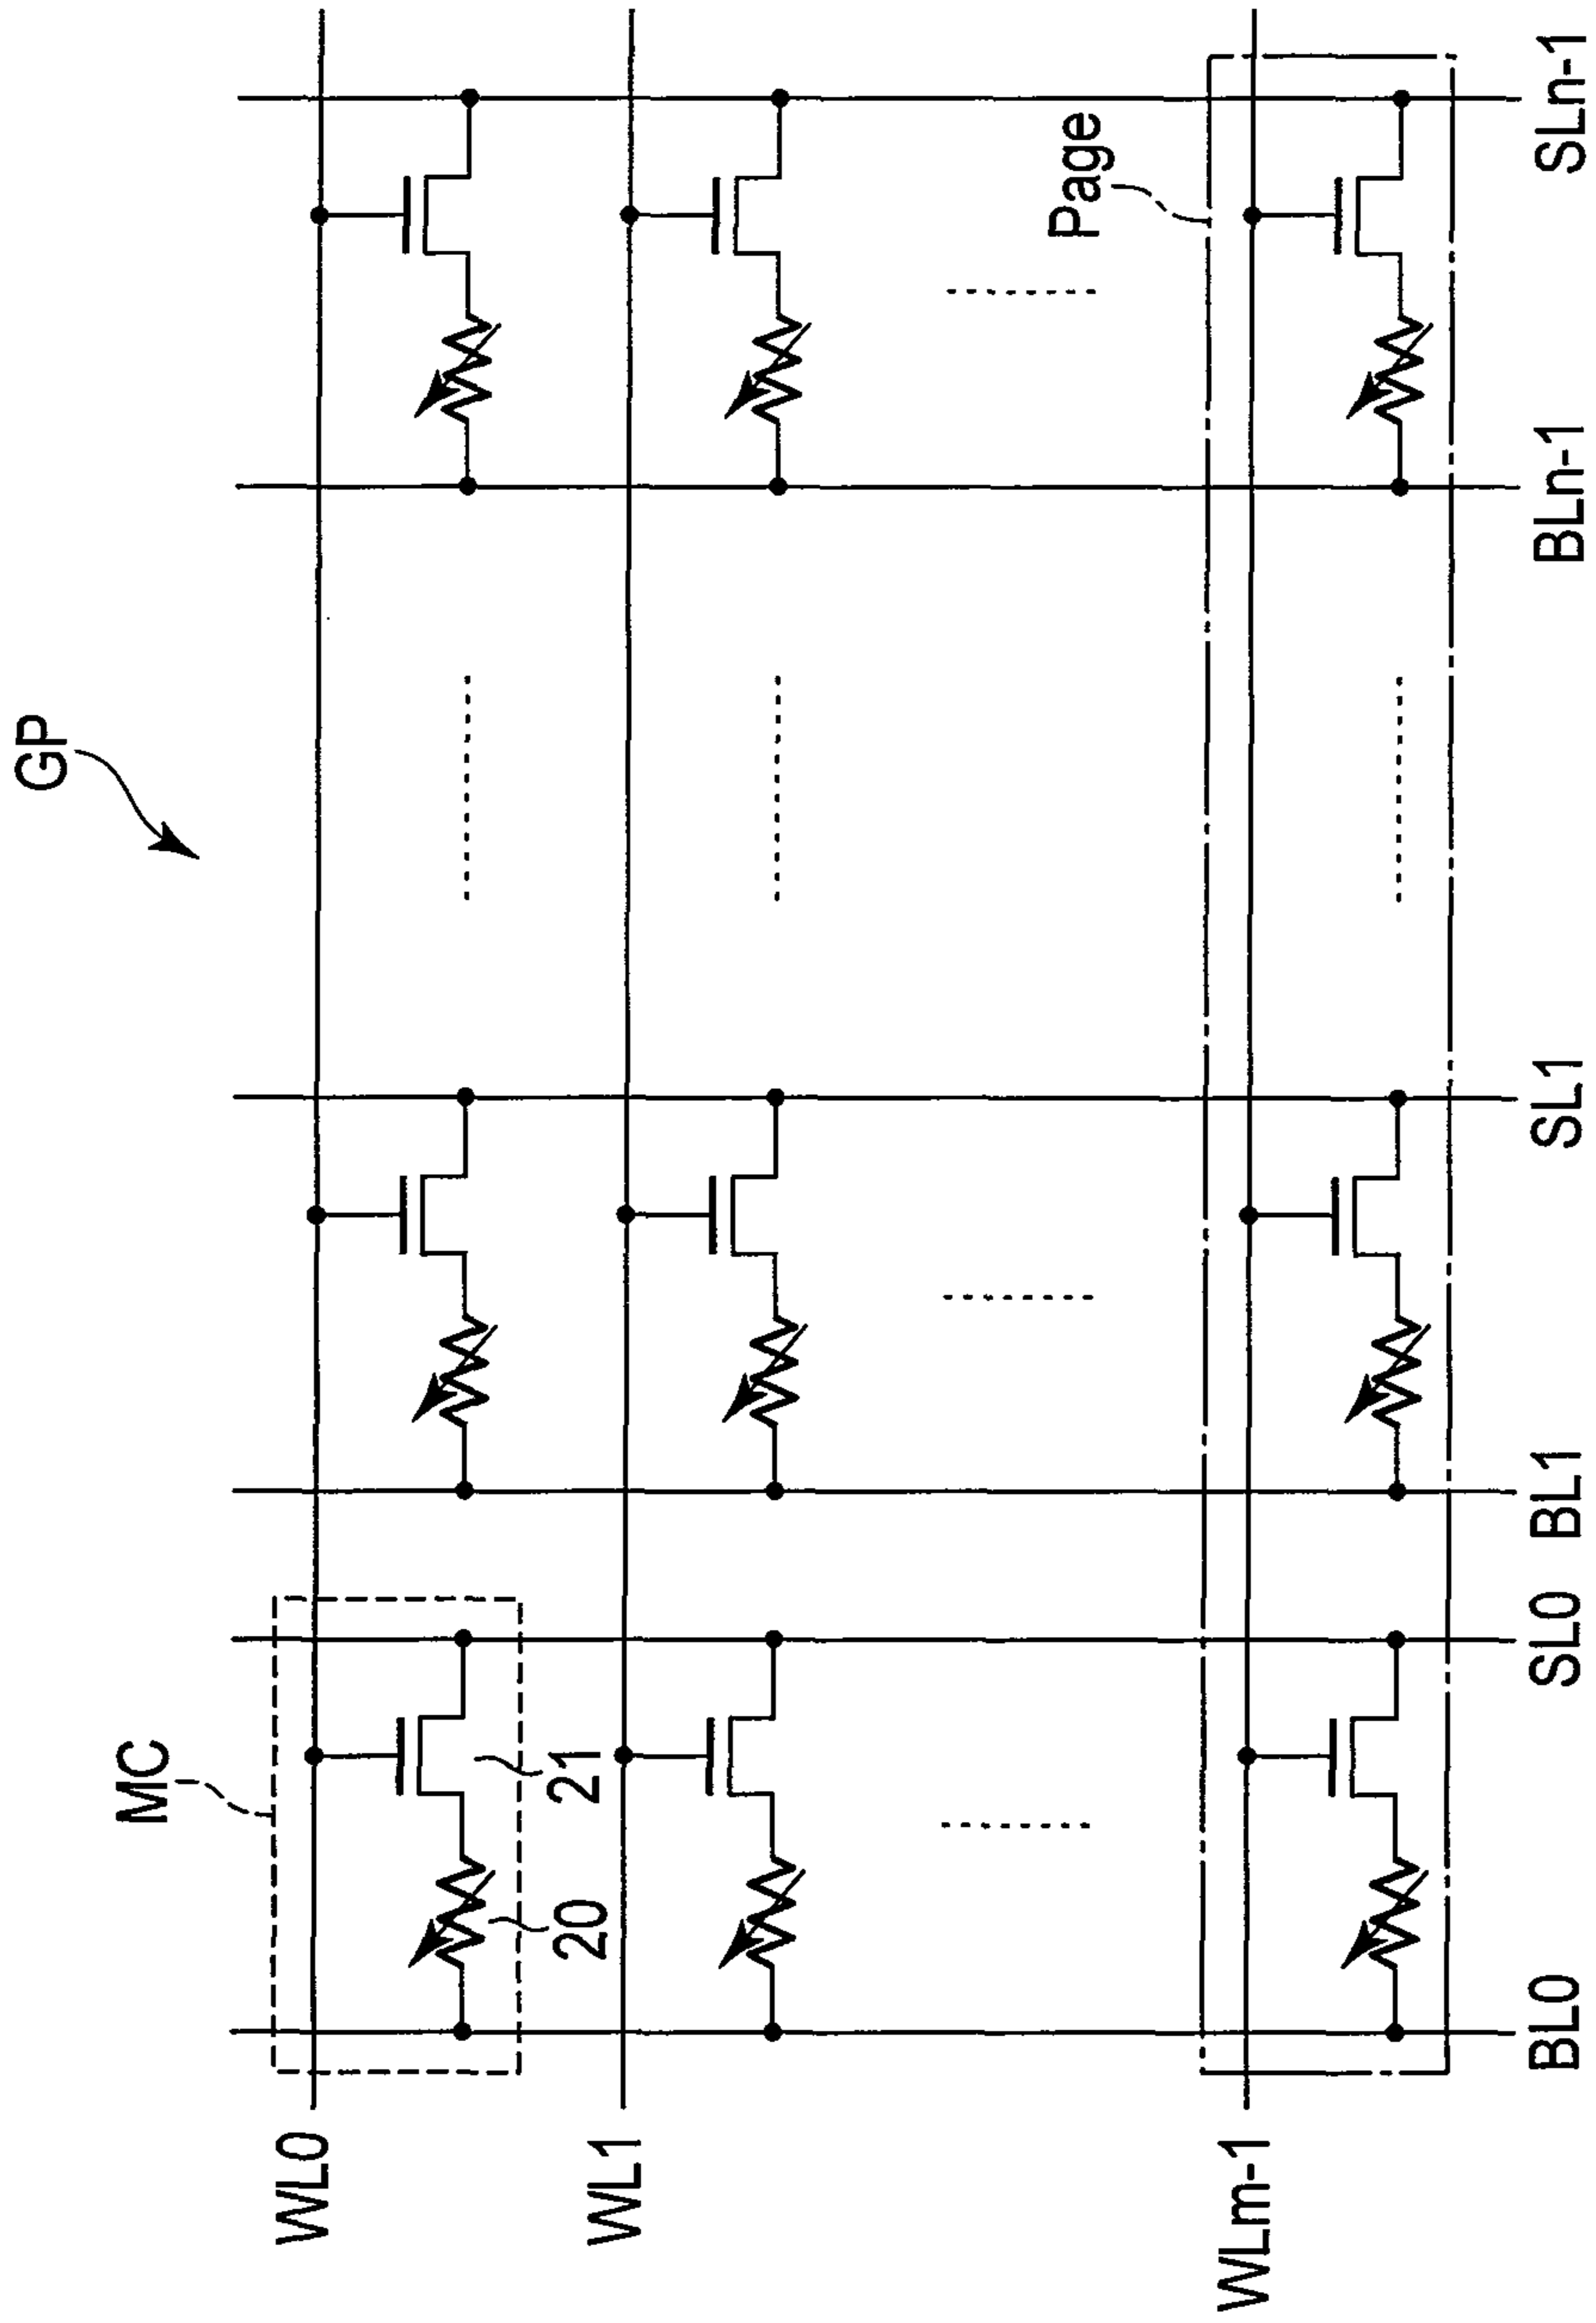 GP
MC
WL0
20
21
WL1
Page
WLm-1
BL0
SL0
BL1
SL1
BLn-1
SLn-1